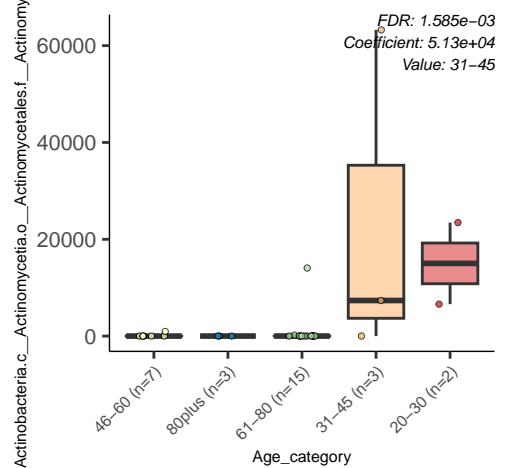 FDR: 1.585e−03
Coefficient: 5.13e+04
Value: 31−45
Actinobacteria.c__Actinomycetia.o__Actinomycetales.f__Actinomy
60000
40000
20000
0
46−60 (n=7)
80plus (n=3)
61−80 (n=15)
31−45 (n=3)
20−30 (n=2)
Age_category